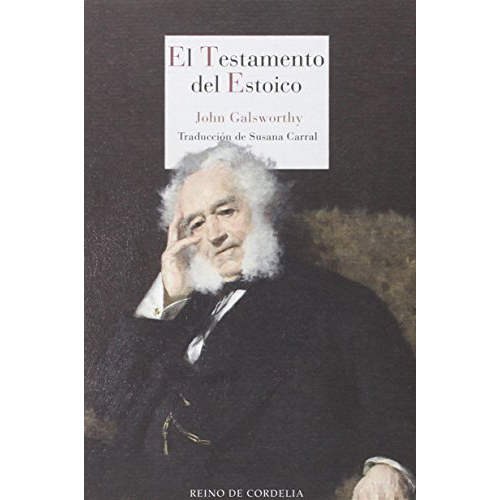 El Testamento
del Estoico
John Galsworthy
Traducción de Susana Carral
REINO DE CORDELIA